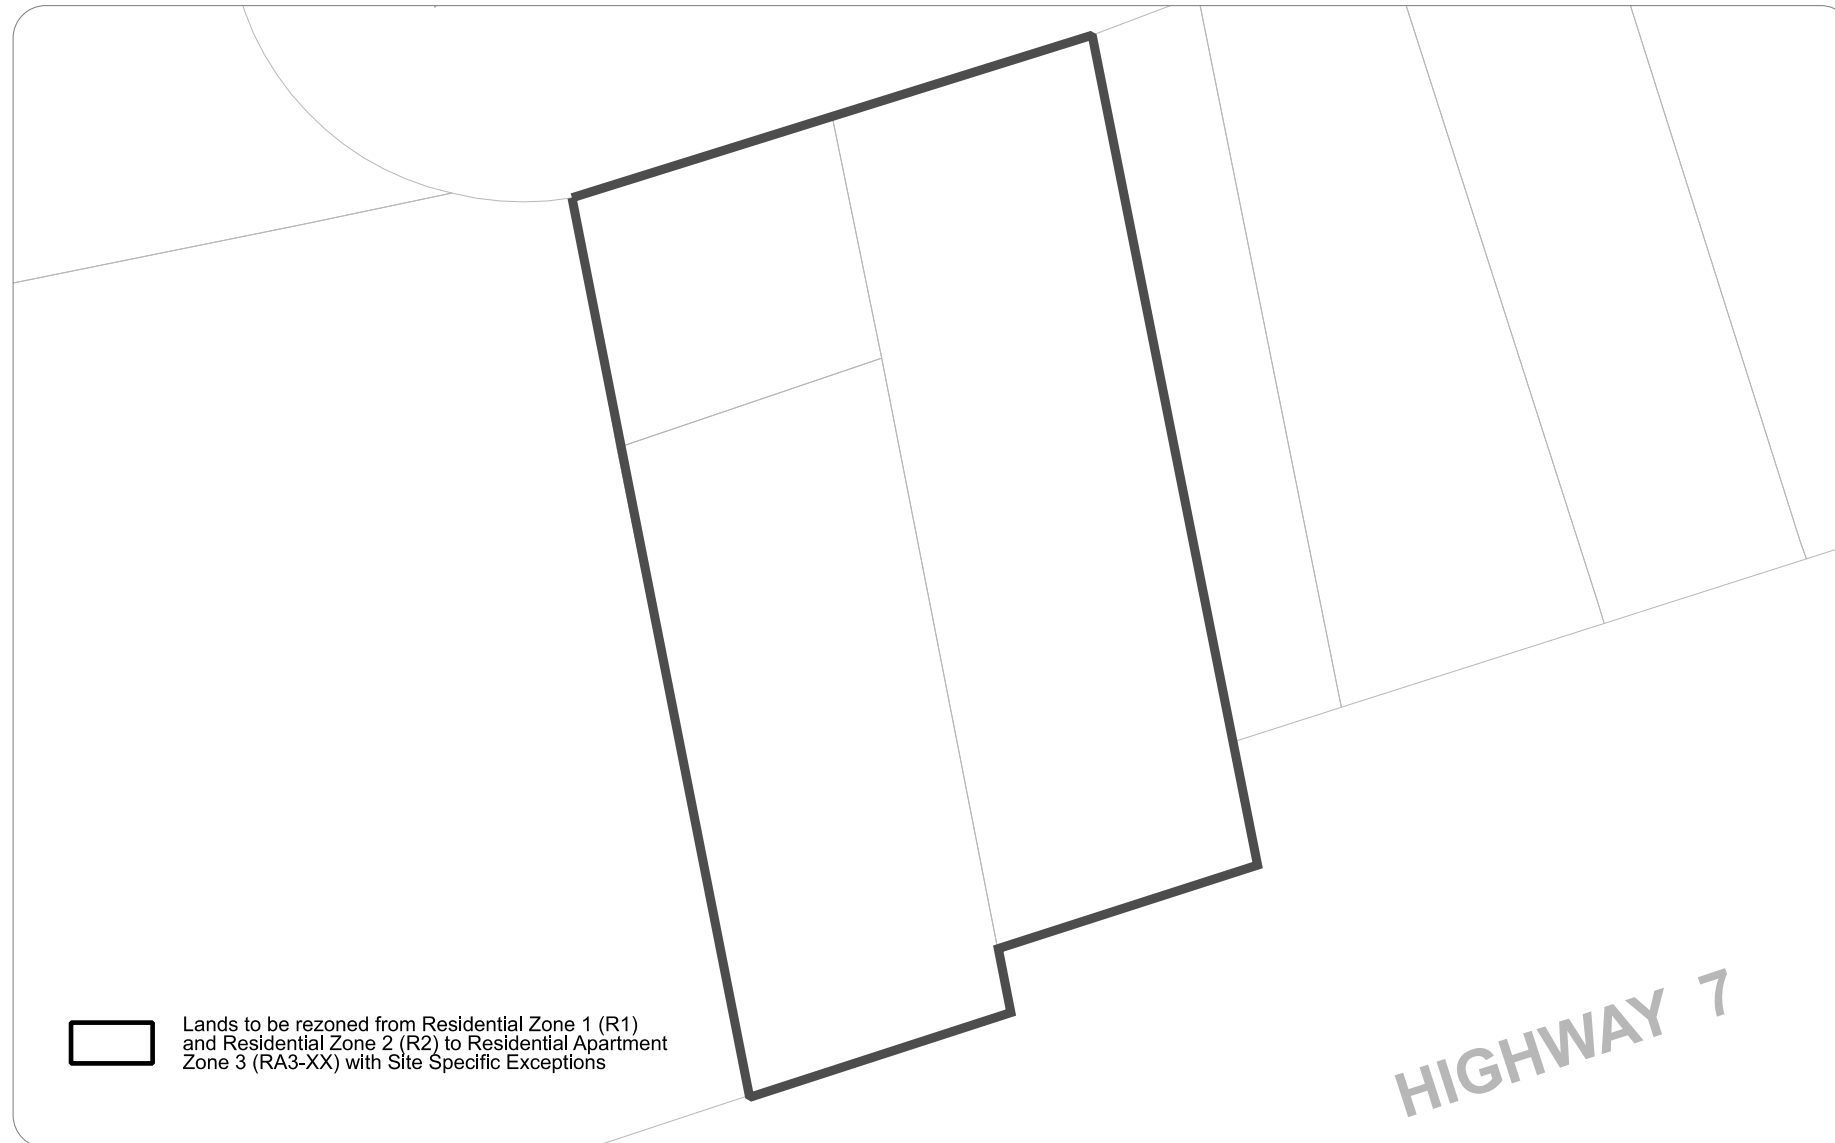 Lands to be rezoned from Residential Zone 1 (R1)
and Residential Zone 2 (R2) to Residential Apartment
Zone 3 (RA3-XX) with Site Specific Exceptions
HIGHWAY 7